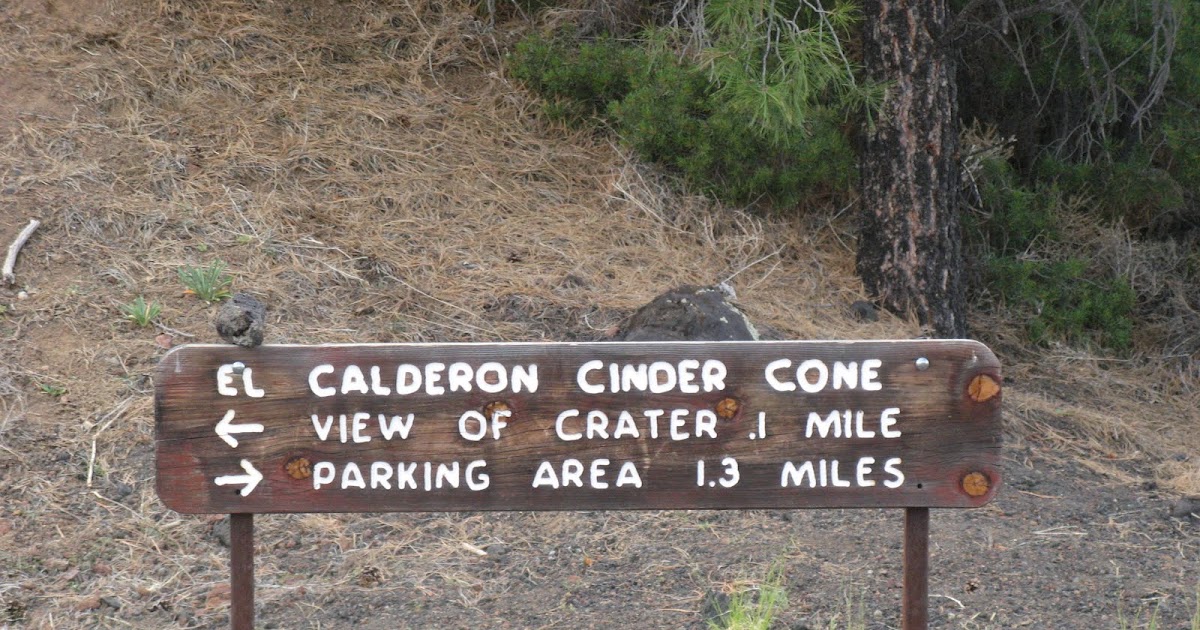 EL CALDERON CINDER CONE
← VIEW OF CRATER .1 MILE
→ PARKING AREA 1.3 MILES